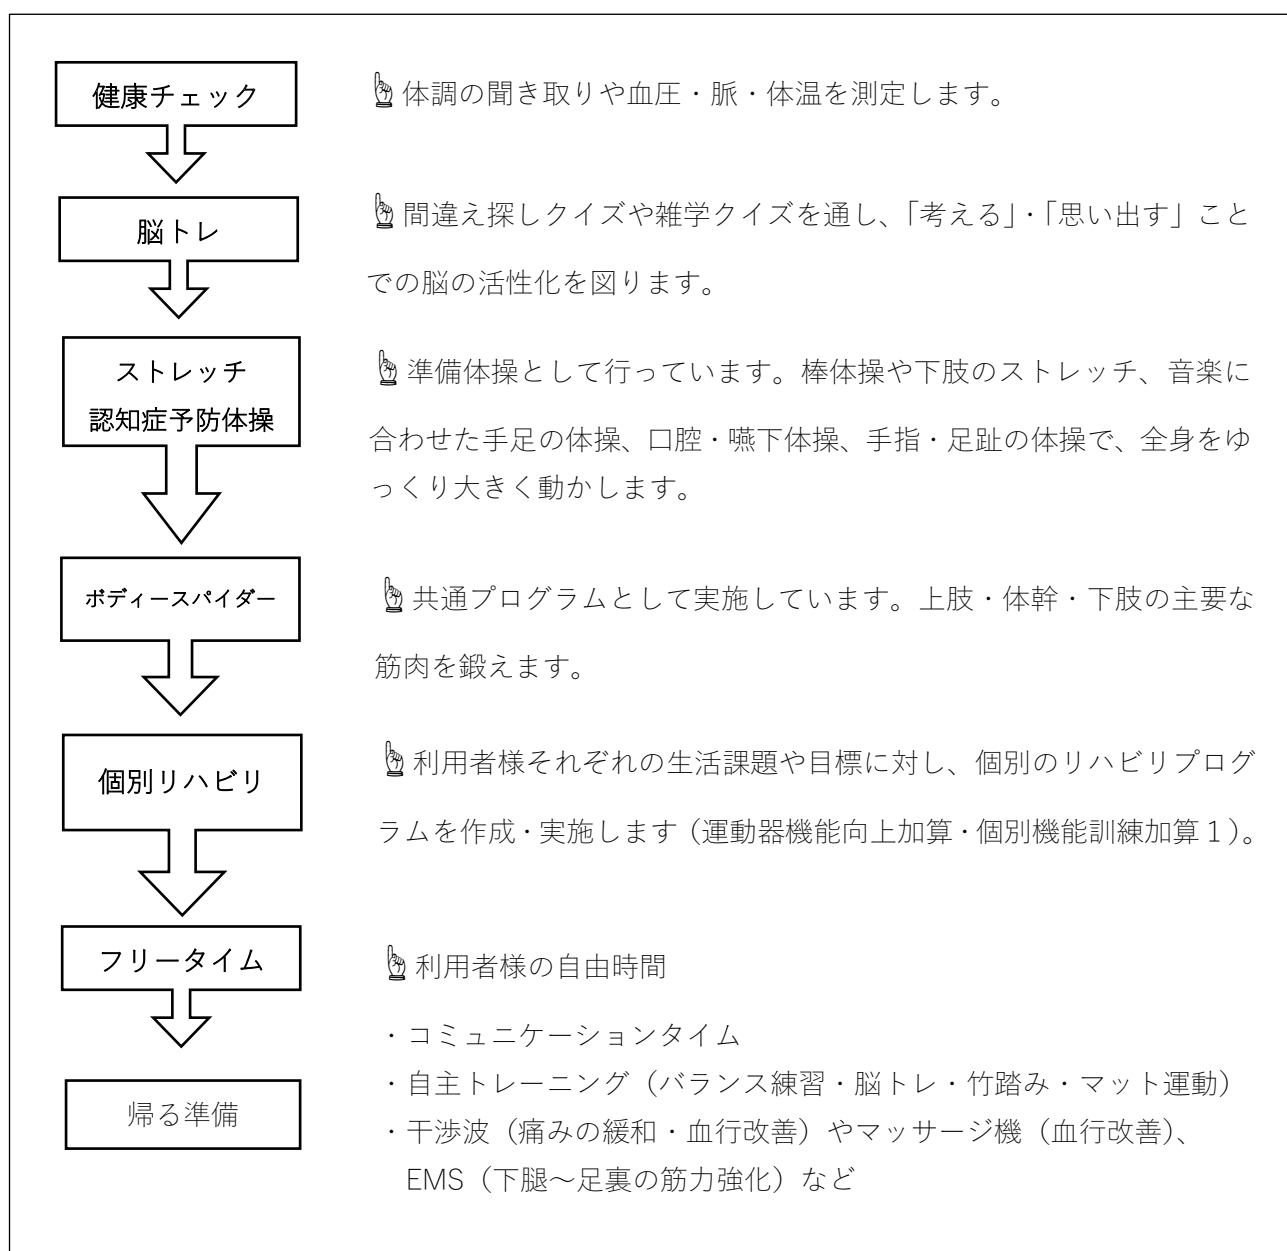 健康チェック
☝体調の聞き取りや血圧・脈・体温を測定します。
脳トレ
☝間違え探しクイズや雑学クイズを通し、「考える」・「思い出す」こと
での脳の活性化を図ります。
ストレッチ
認知症予防体操
☝準備体操として行っています。棒体操や下肢のストレッチ、音楽に
合わせた手足の体操、口腔・嚥下体操、手指・足趾の体操で、全身をゆ
っくり大きく動かします。
ボディースパイダー
☝共通プログラムとして実施しています。上肢・体幹・下肢の主要な
筋肉を鍛えます。
個別リハビリ
☝利用者様それぞれの生活課題や目標に対し、個別のリハビリプログ
ラムを作成・実施します（運動器機能向上加算・個別機能訓練加算１）。
フリータイム
☝利用者様の自由時間
・コミュニケーションタイム
・自主トレーニング（バランス練習・脳トレ・竹踏み・マット運動）
・干渉波（痛みの緩和・血行改善）やマッサージ機（血行改善）、
EMS（下腿～足裏の筋力強化）など
帰る準備